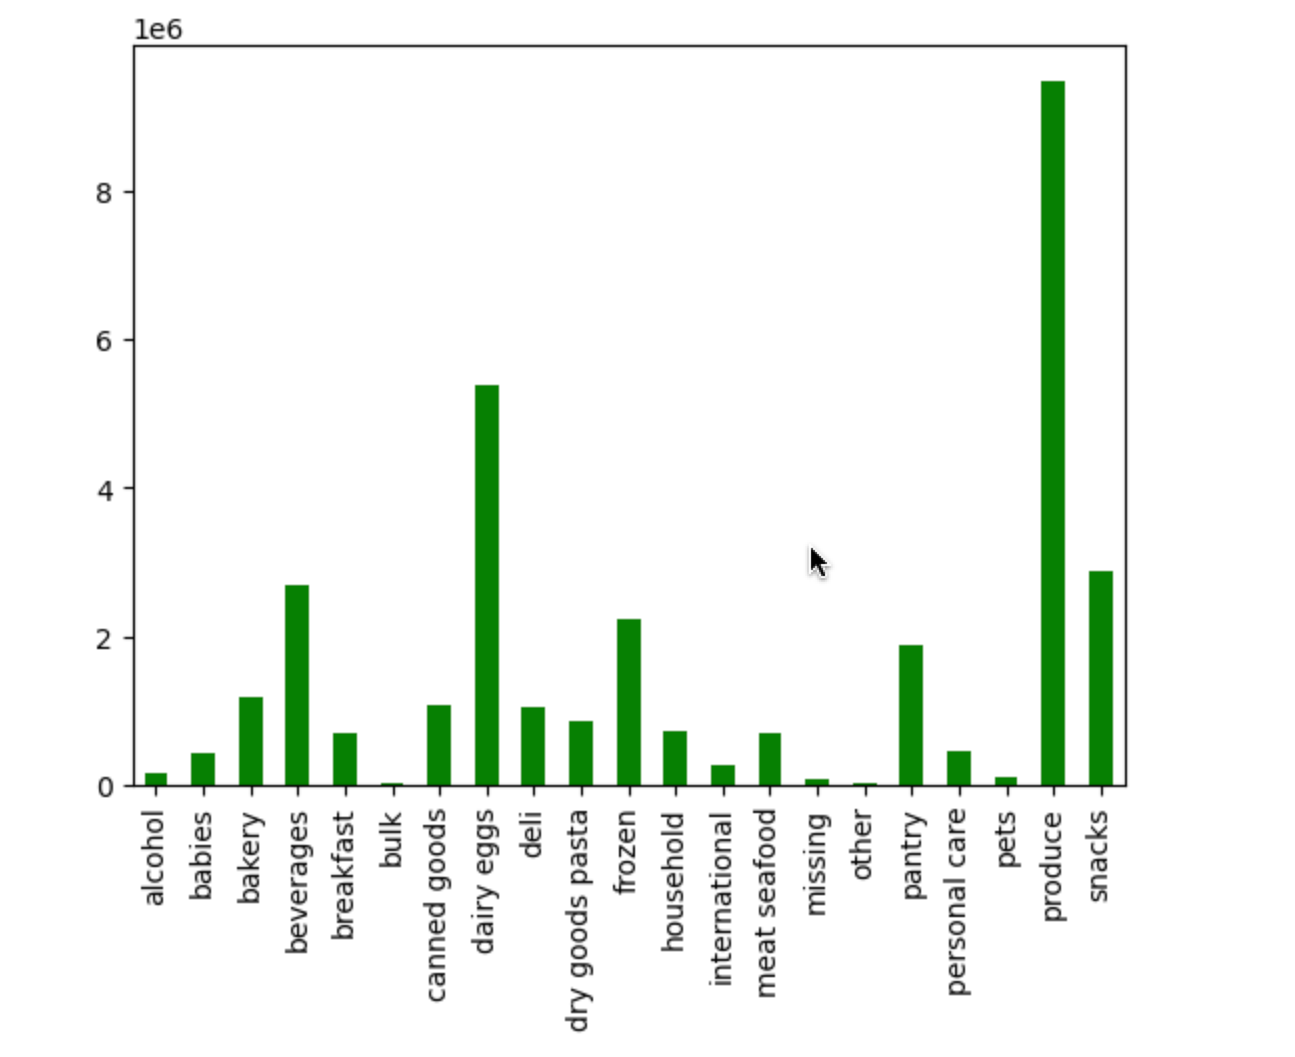 1e6
8
6
4
2
0
alcohol
babies
bakery
beverages
breakfast
bulk
canned goods
dairy eggs
deli
dry goods pasta
frozen
household
international
meat seafood
missing
other
pantry
personal care
pets
produce
snacks